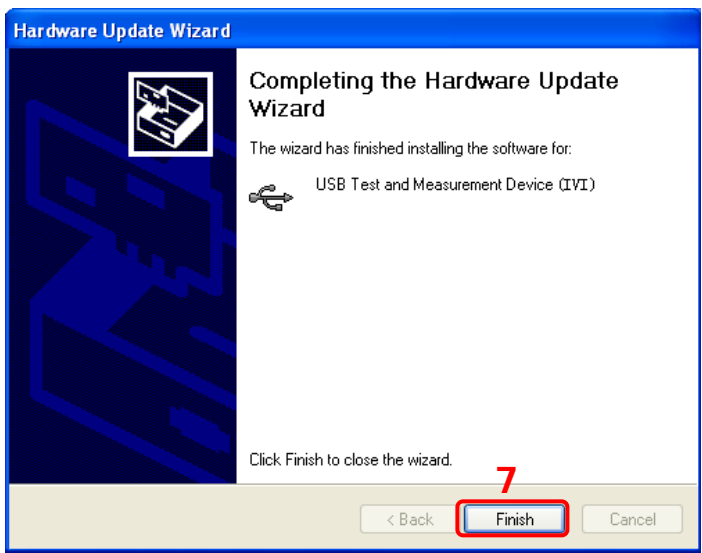 Hardware Update Wizard
Completing the Hardware Update
Wizard
The wizard has finished installing the software for:
USB Test and Measurement Device (IVI)
Click Finish to close the wizard.
7
< Back Finish Cancel